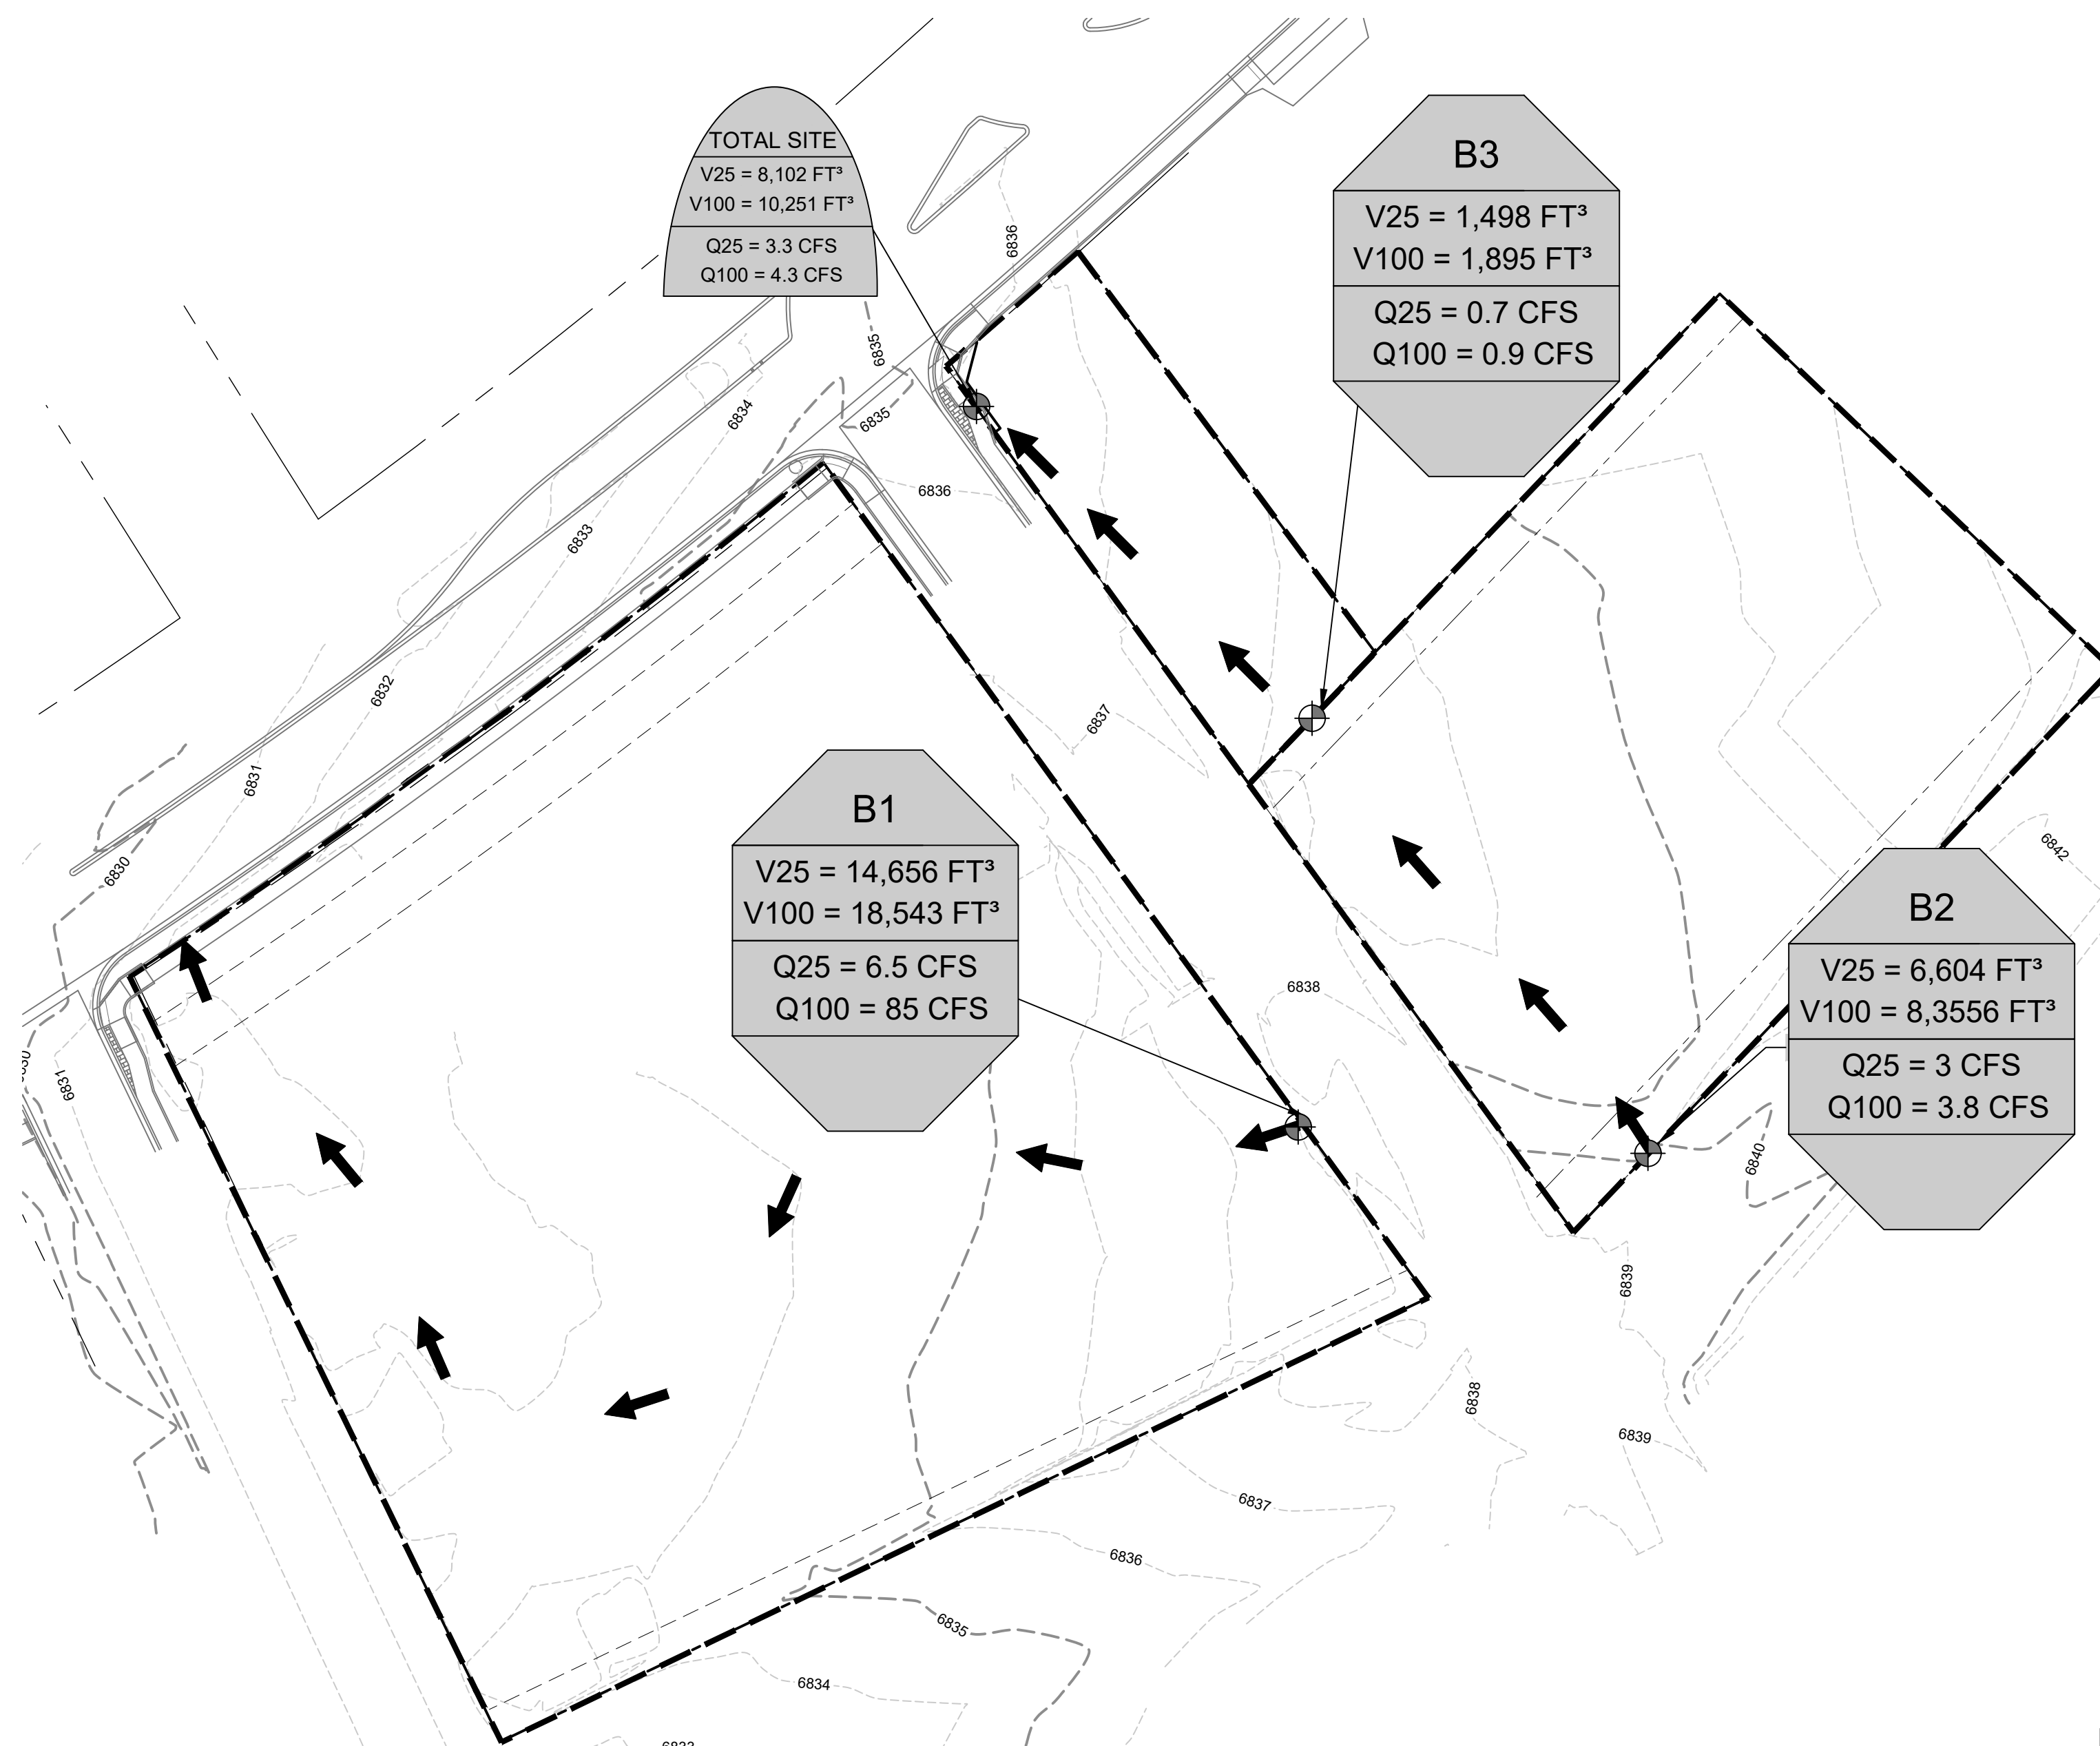 TOTAL SITE
V25 = 8,102 FT³
V100 = 10,251 FT³
Q25 = 3.3 CFS
Q100 = 4.3 CFS
B3
V25 = 1,498 FT³
V100 = 1,895 FT³
Q25 = 0.7 CFS
Q100 = 0.9 CFS
6836
6835
6834
6835
6836
6833
6832
6837
6831
6830
B1
V25 = 14,656 FT³
V100 = 18,543 FT³
Q25 = 6.5 CFS
Q100 = 85 CFS
6842
B2
V25 = 6,604 FT³
V100 = 8,3556 FT³
Q25 = 3 CFS
Q100 = 3.8 CFS
6838
6831
6840
6839
6838
6839
6837
6836
6835
6834